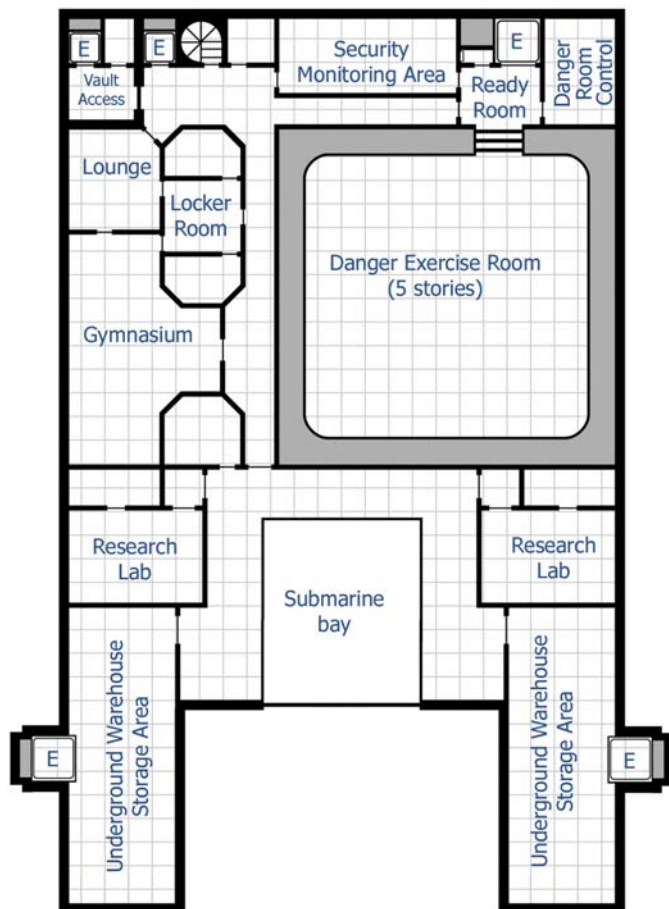 E
E
E
Vault
Access
Security
Monitoring Area
Ready
Room
Danger
Room
Control
Lounge
Locker
Room
Danger Exercise Room
(5 stories)
Gymnasium
Research
Lab
Research
Lab
Submarine
bay
Underground Warehouse
Storage Area
Underground Warehouse
Storage Area
E
E